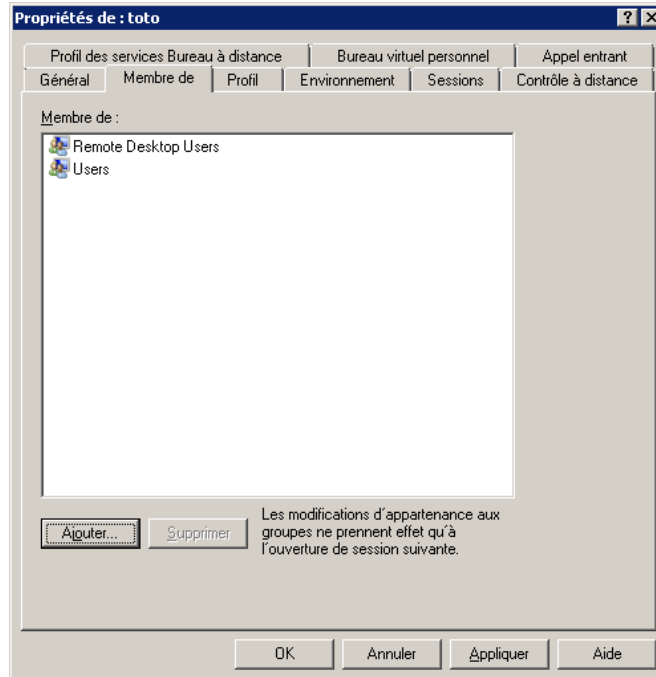 Propriétés de : toto
Profil des services Bureau à distance
Bureau virtuel personnel
Appel entrant
Général
Membre de
Profil
Environnement
Sessions
Contrôle à distance
Membre de :
Remote Desktop Users
Users
Ajouter...
Supprimer
Les modifications d'appartenance aux
groupes ne prennent effet qu'à
l'ouverture de session suivante.
OK
Annuler
Appliquer
Aide